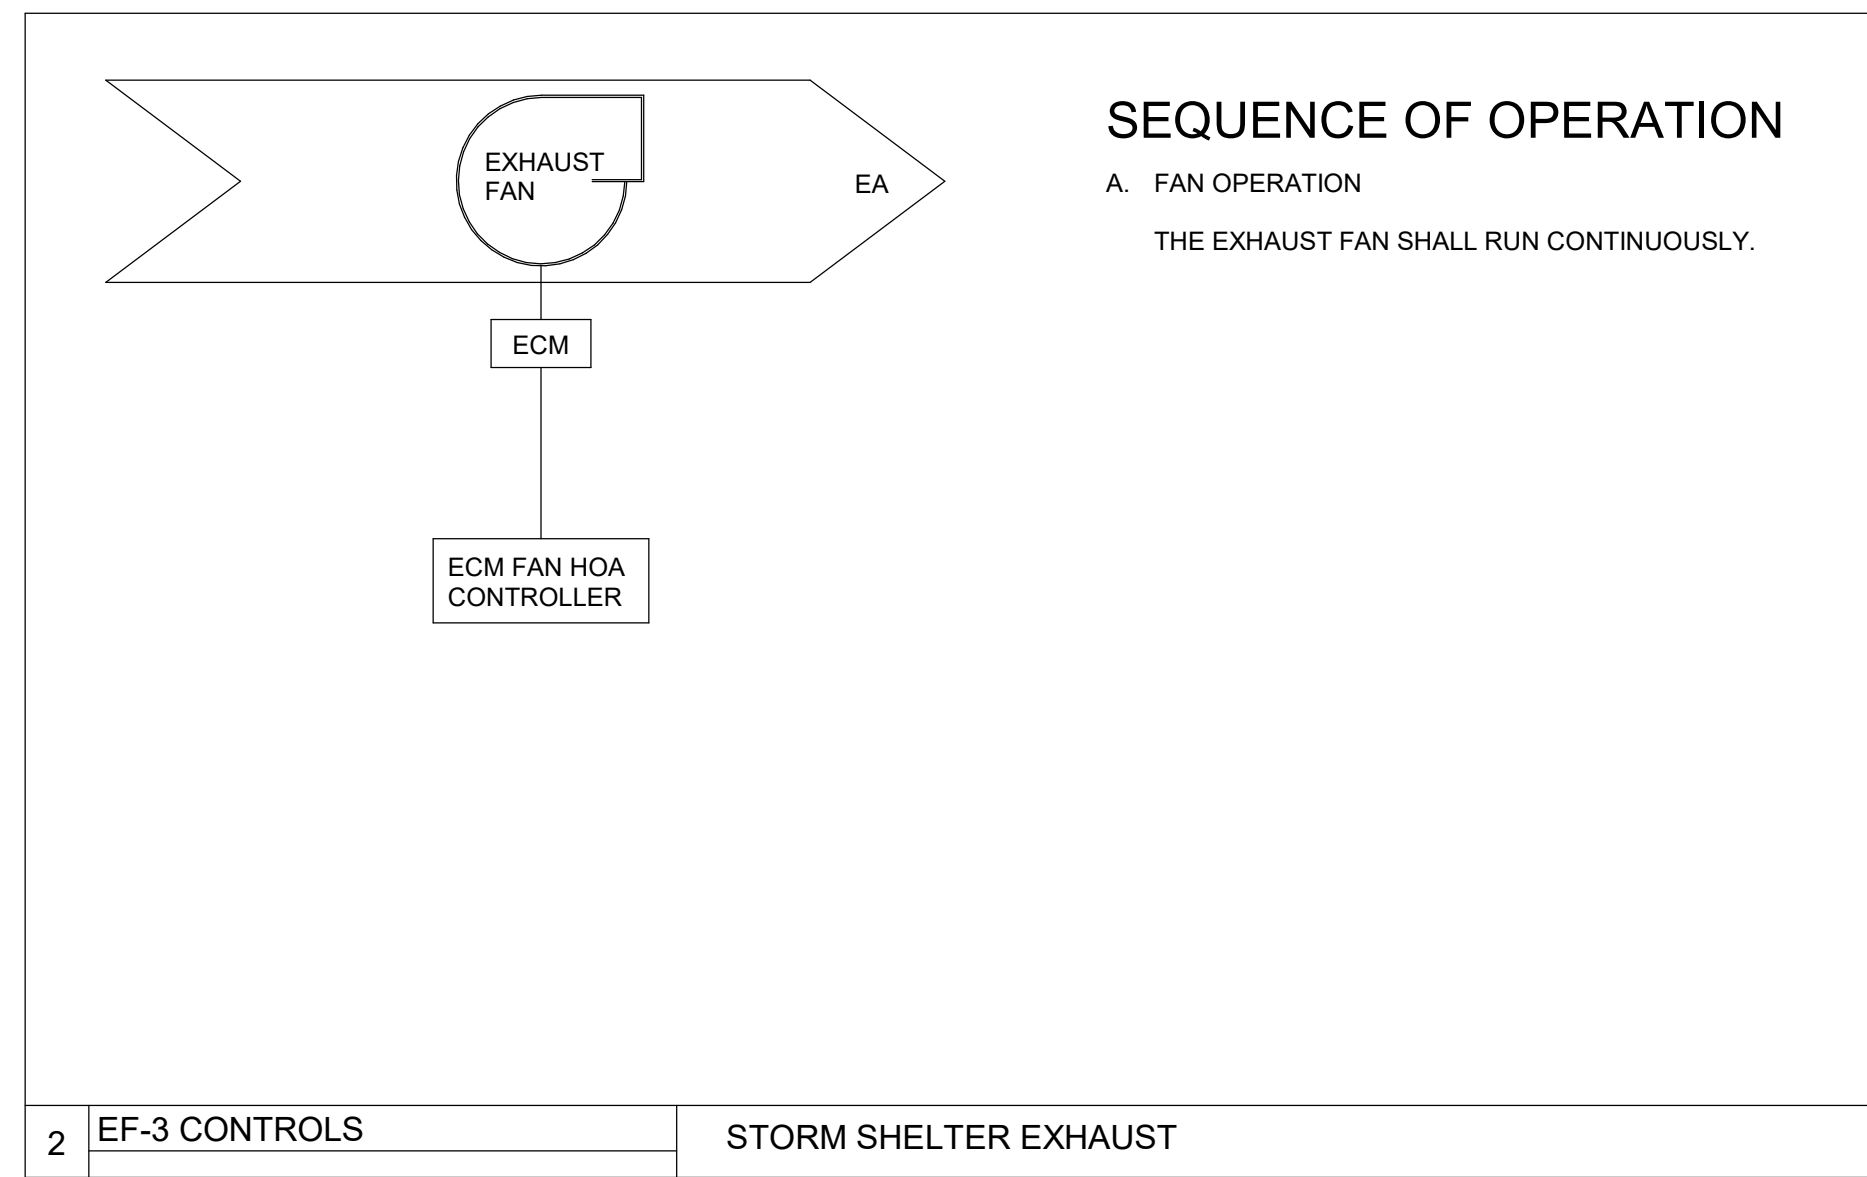 EXHAUST
FAN
EA
ECM
ECM FAN HOA
CONTROLLER
SEQUENCE OF OPERATION
A. FAN OPERATION
THE EXHAUST FAN SHALL RUN CONTINUOUSLY.
2
EF-3 CONTROLS
STORM SHELTER EXHAUST